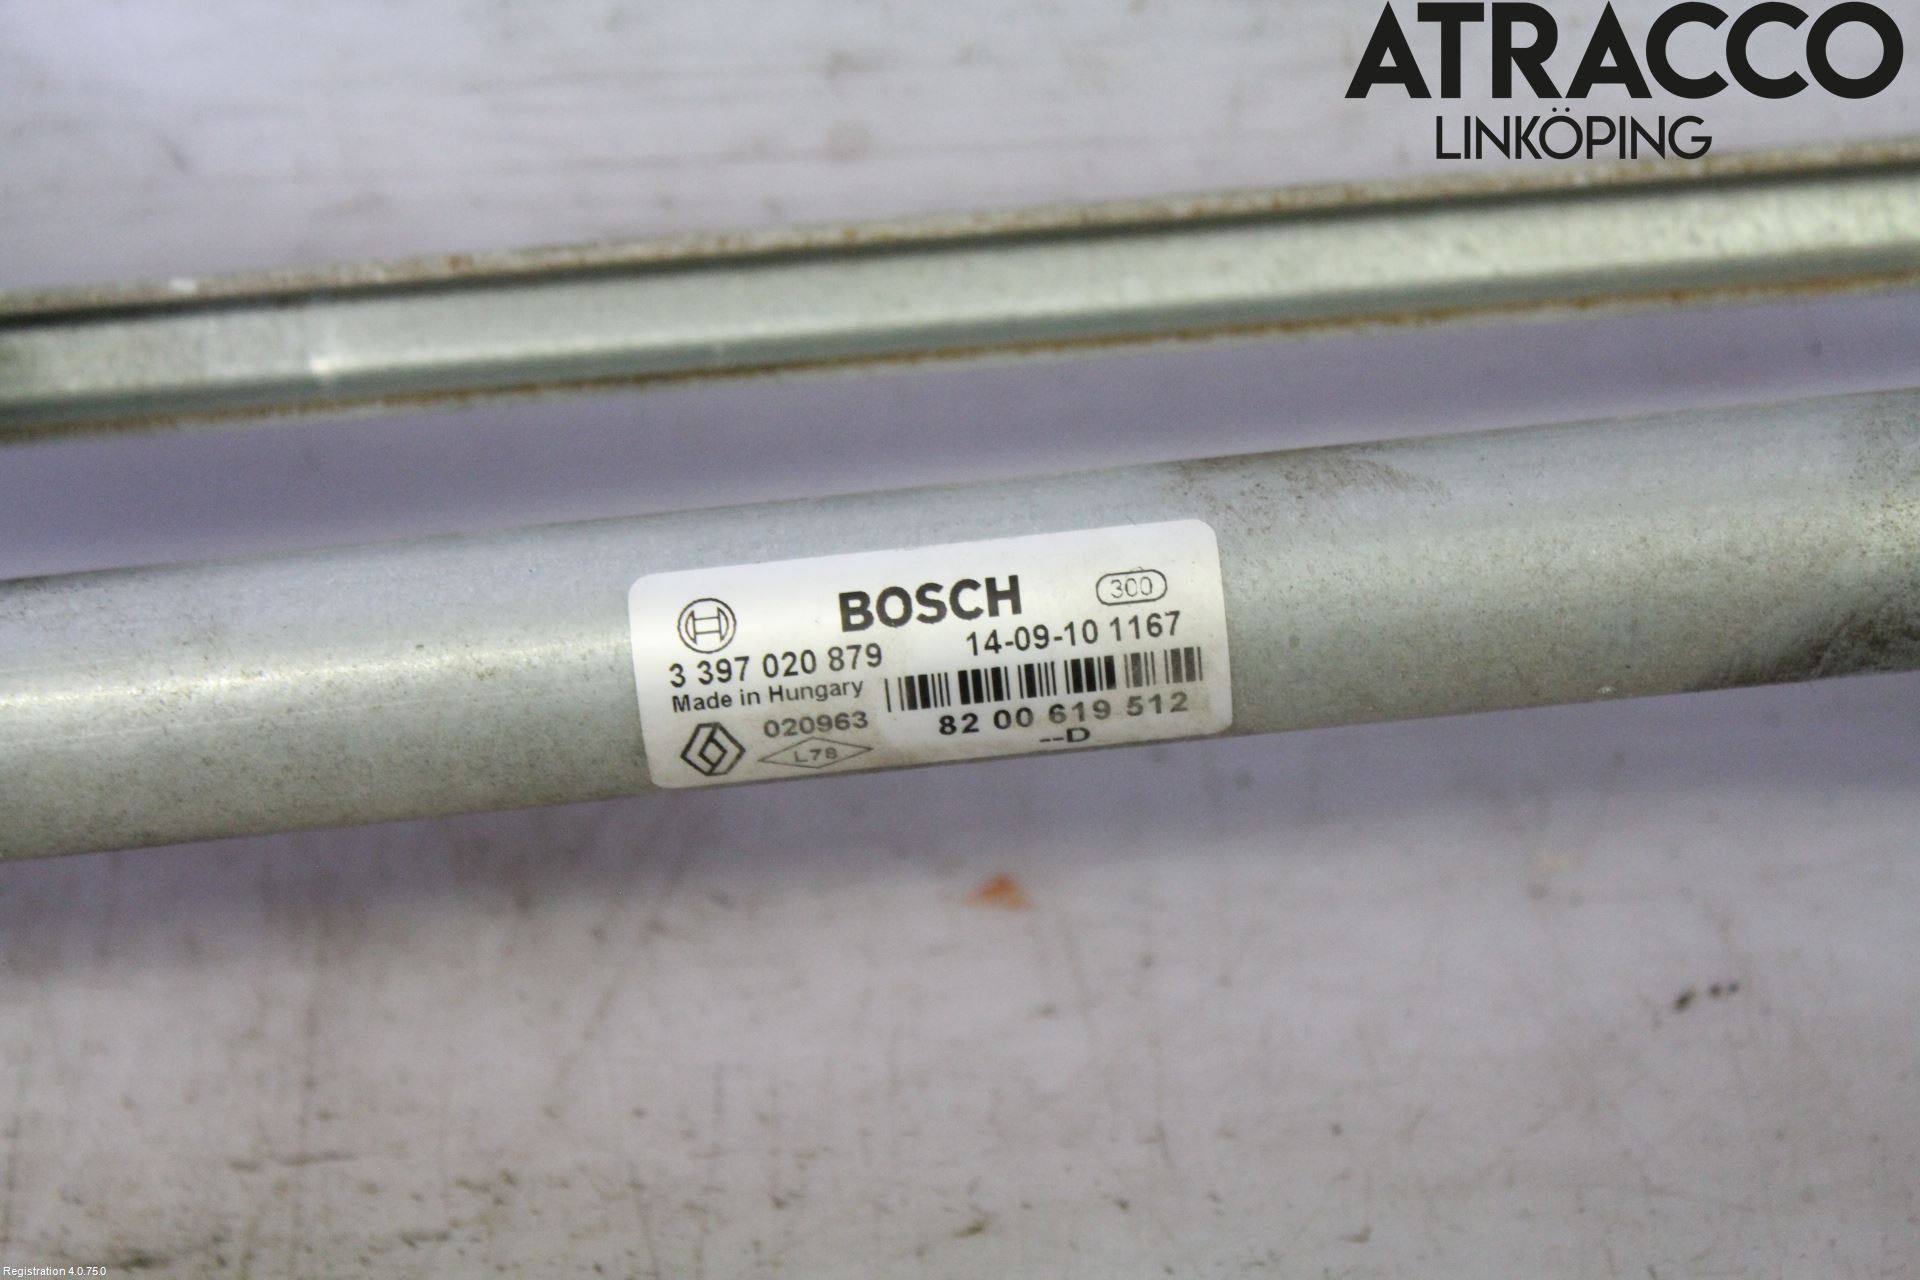 ATRACCO
LINKÖPING
BOSCH 300
3 397 020 879 14-09-10 1167
Made in Hungary
020963 82 00 619 512
L78 --D
Registration 4.0.75.0